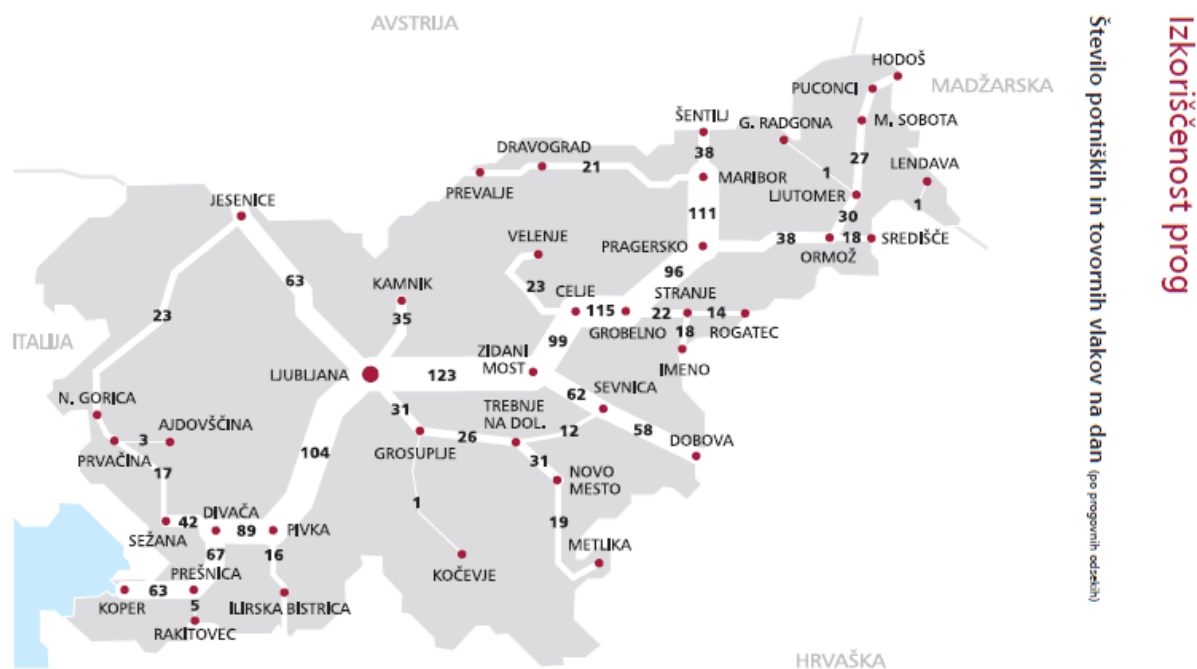 Izkoriščenost prog
Število potniških in tovornih vlakov na dan (po progovnih odsekih)
AVSTRIJA
HODOŠ
MADŽARSKA
PUCONCI
ŠENTILJ
G. RADGONA
M. SOBOTA
DRAVOGRAD
38
27
LENDAVA
21
1
PREVALJE
MARIBOR
LJUTOMER
1
JESENICE
111
30
VELENJE
PRAGERSKO
38
18
SREDIŠČE
ORMOŽ
96
63
KAMNIK
23
CELJE
STRANJE
23
35
115
22
14
GROBELNO
18
ROGATEC
ITALIJA
99
ZIDANI
MOST
IMENO
LJUBLJANA
123
SEVNICA
62
N. GORICA
31
TREBNJE
NA DOL.
AJDOVŠČINA
26
12
58
DOBOVA
3
GROSUPLJE
PRVAČINA
104
31
17
NOVO
MESTO
1
DIVAČA
42
89
PIVKA
19
SEŽANA
67
16
METLIKA
PREŠNICA
KOČEVJE
63
KOPER
5
ILIRSKA BISTRICA
RAKITOVEC
HRVAŠKA